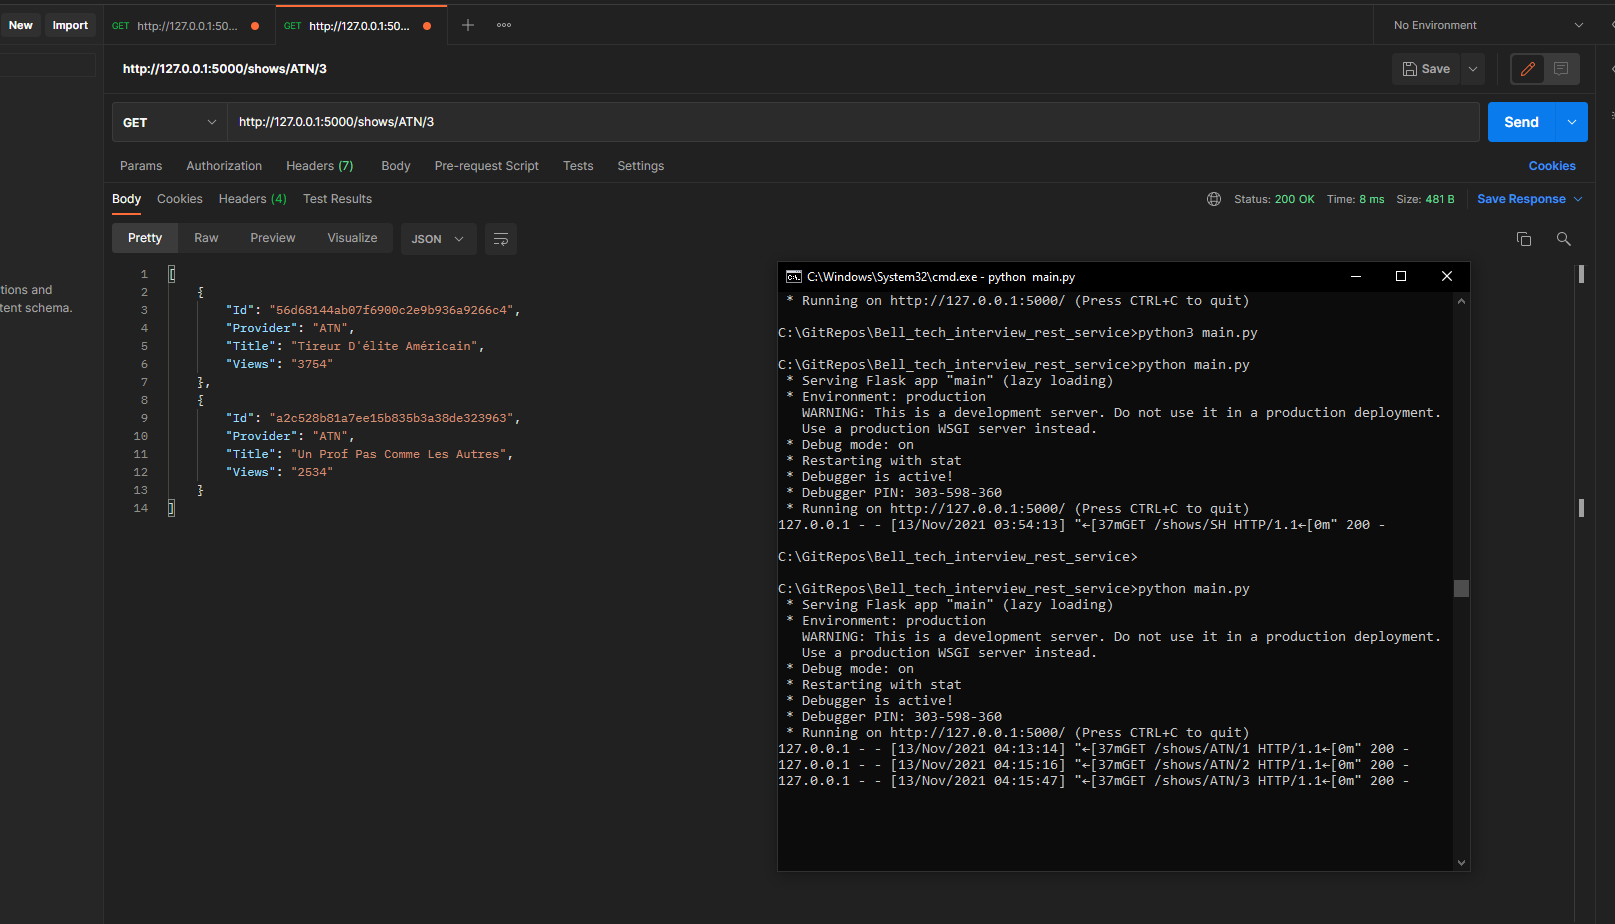 New Import GET http://127.0.0.1:50... GET http://127.0.0.1:50... No Environment
http://127.0.0.1:5000/shows/ATN/3 Save
GET http://127.0.0.1:5000/shows/ATN/3 Send
Params Authorization Headers (7) Body Pre-request Script Tests Settings Cookies
Body Cookies Headers (4) Test Results Status: 200 OK Time: 8 ms Size: 481 B Save Response
Pretty Raw Preview Visualize JSON
tions and
tent schema.
1 [
2 {
3 "Id": "56d68144ab07f6900c2e9b936a9266c4",
4 "Provider": "ATN",
5 "Title": "Tireur D'élite Américain",
6 "Views": "3754"
7 },
8 {
9 "Id": "a2c528b81a7ee15b835b3a38de323963",
10 "Provider": "ATN",
11 "Title": "Un Prof Pas Comme Les Autres",
12 "Views": "2534"
13 }
14 ]
C:\Windows\System32\cmd.exe - python main.py
* Running on http://127.0.0.1:5000/ (Press CTRL+C to quit)
C:\GitRepos\Bell_tech_interview_rest_service>python3 main.py
C:\GitRepos\Bell_tech_interview_rest_service>python main.py
* Serving Flask app "main" (lazy loading)
* Environment: production
WARNING: This is a development server. Do not use it in a production deployment.
Use a production WSGI server instead.
* Debug mode: on
* Restarting with stat
* Debugger is active!
* Debugger PIN: 303-598-360
* Running on http://127.0.0.1:5000/ (Press CTRL+C to quit)
127.0.0.1 - - [13/Nov/2021 03:54:13] "←[37mGET /shows/SH HTTP/1.1←[0m" 200 -
C:\GitRepos\Bell_tech_interview_rest_service>
C:\GitRepos\Bell_tech_interview_rest_service>python main.py
* Serving Flask app "main" (lazy loading)
* Environment: production
WARNING: This is a development server. Do not use it in a production deployment.
Use a production WSGI server instead.
* Debug mode: on
* Restarting with stat
* Debugger is active!
* Debugger PIN: 303-598-360
* Running on http://127.0.0.1:5000/ (Press CTRL+C to quit)
127.0.0.1 - - [13/Nov/2021 04:13:14] "←[37mGET /shows/ATN/1 HTTP/1.1←[0m" 200 -
127.0.0.1 - - [13/Nov/2021 04:15:16] "←[37mGET /shows/ATN/2 HTTP/1.1←[0m" 200 -
127.0.0.1 - - [13/Nov/2021 04:15:47] "←[37mGET /shows/ATN/3 HTTP/1.1←[0m" 200 -